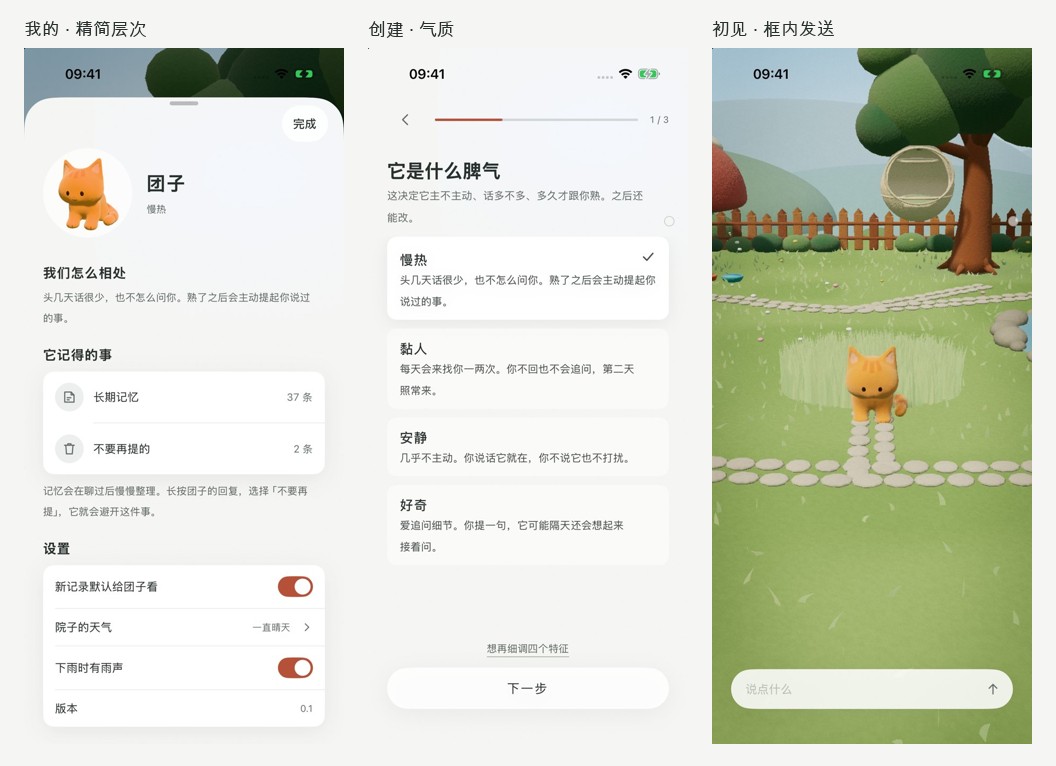 我的 · 精简层次
09:41
完成
团子
慢热
我们怎么相处
头几天话很少，也不怎么问你。熟了之后会主动提起你说过
的事。
它记得的事
长期记忆 37 条
不要再提的 2 条
记忆会在聊过后慢慢整理。长按团子的回复，选择「不要再
提」，它就会避开这件事。
设置
新记录默认给团子看
院子的天气 一直晴天
下雨时有雨声
版本 0.1
创建 · 气质
09:41
1 / 3
它是什么脾气
这决定它主不主动、话多不多、多久才跟你熟。之后还
能改。
慢热
头几天话很少，也不怎么问你。熟了之后会主动提起你
说过的事。
黏人
每天会来找你一两次。你不回也不会追问，第二天
照常来。
安静
几乎不主动。你说话它就在，你不说它也不打扰。
好奇
爱追问细节。你提一句，它可能隔天还会想起来
接着问。
想再细调四个特征
下一步
初见 · 框内发送
09:41
说点什么